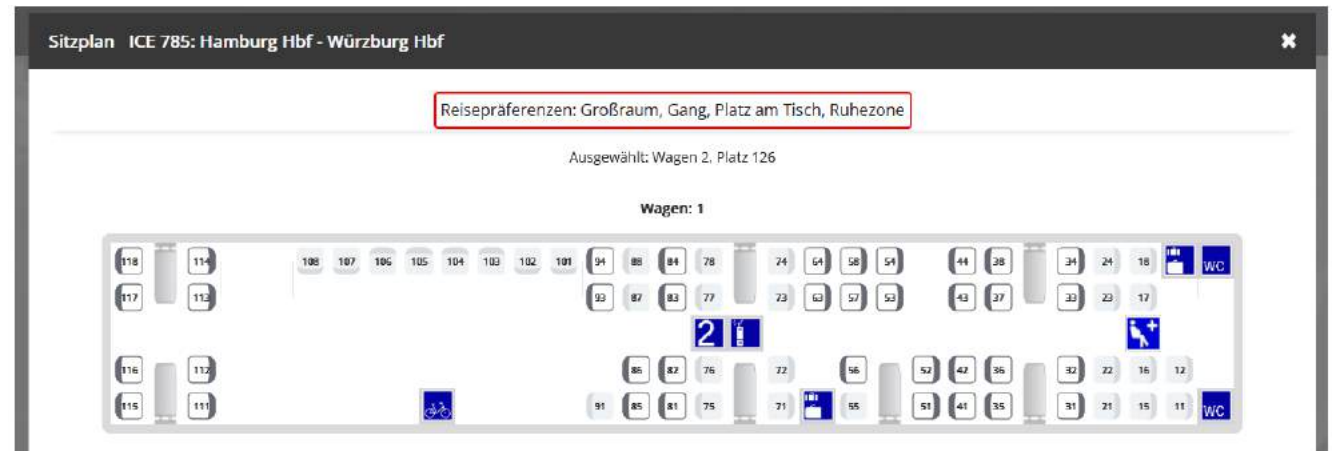 Sitzplan ICE 785: Hamburg Hbf - Würzburg Hbf
Reisepräferenzen: Großraum, Gang, Platz am Tisch, Ruhezone
Ausgewählt: Wagen 2, Platz 126
Wagen: 1
118 114 108 107 106 105 104 103 102 101 94 88 84 78 74 64 58 54 44 38 34 24 18 WC
117 113 93 87 83 77 73 63 57 53 43 37 33 23 17
2
116 112 86 82 76 72 56 52 42 36 32 22 16 12
115 111 91 85 81 75 71 55 51 41 35 31 21 15 11 WC